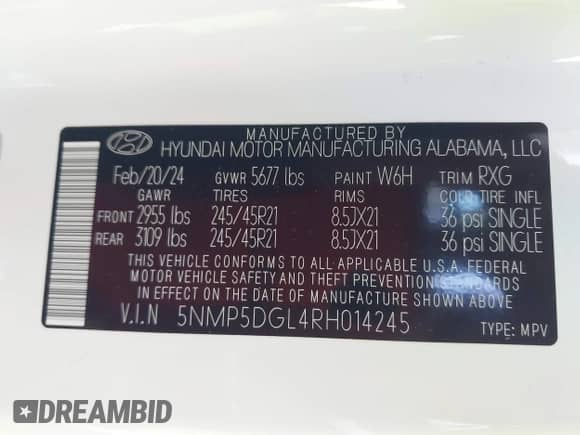 MANUFACTURED BY
HYUNDAI MOTOR MANUFACTURING ALABAMA, LLC
Feb/20/24 GVWR 5677 lbs PAINT W6H TRIM RXG
GAWR TIRES RIMS COLD TIRE INFL
FRONT 2955 lbs 245/45R21 8.5JX21 36 psi SINGLE
REAR 3109 lbs 245/45R21 8.5JX21 36 psi SINGLE
THIS VEHICLE CONFORMS TO ALL APPLICABLE U.S.A. FEDERAL
MOTOR VEHICLE SAFETY AND THEFT PREVENTION STANDARDS
IN EFFECT ON THE DATE OF MANUFACTURE SHOWN ABOVE.
V.I.N 5NMP5DGL4RH014245 TYPE: MPV
DREAMBID